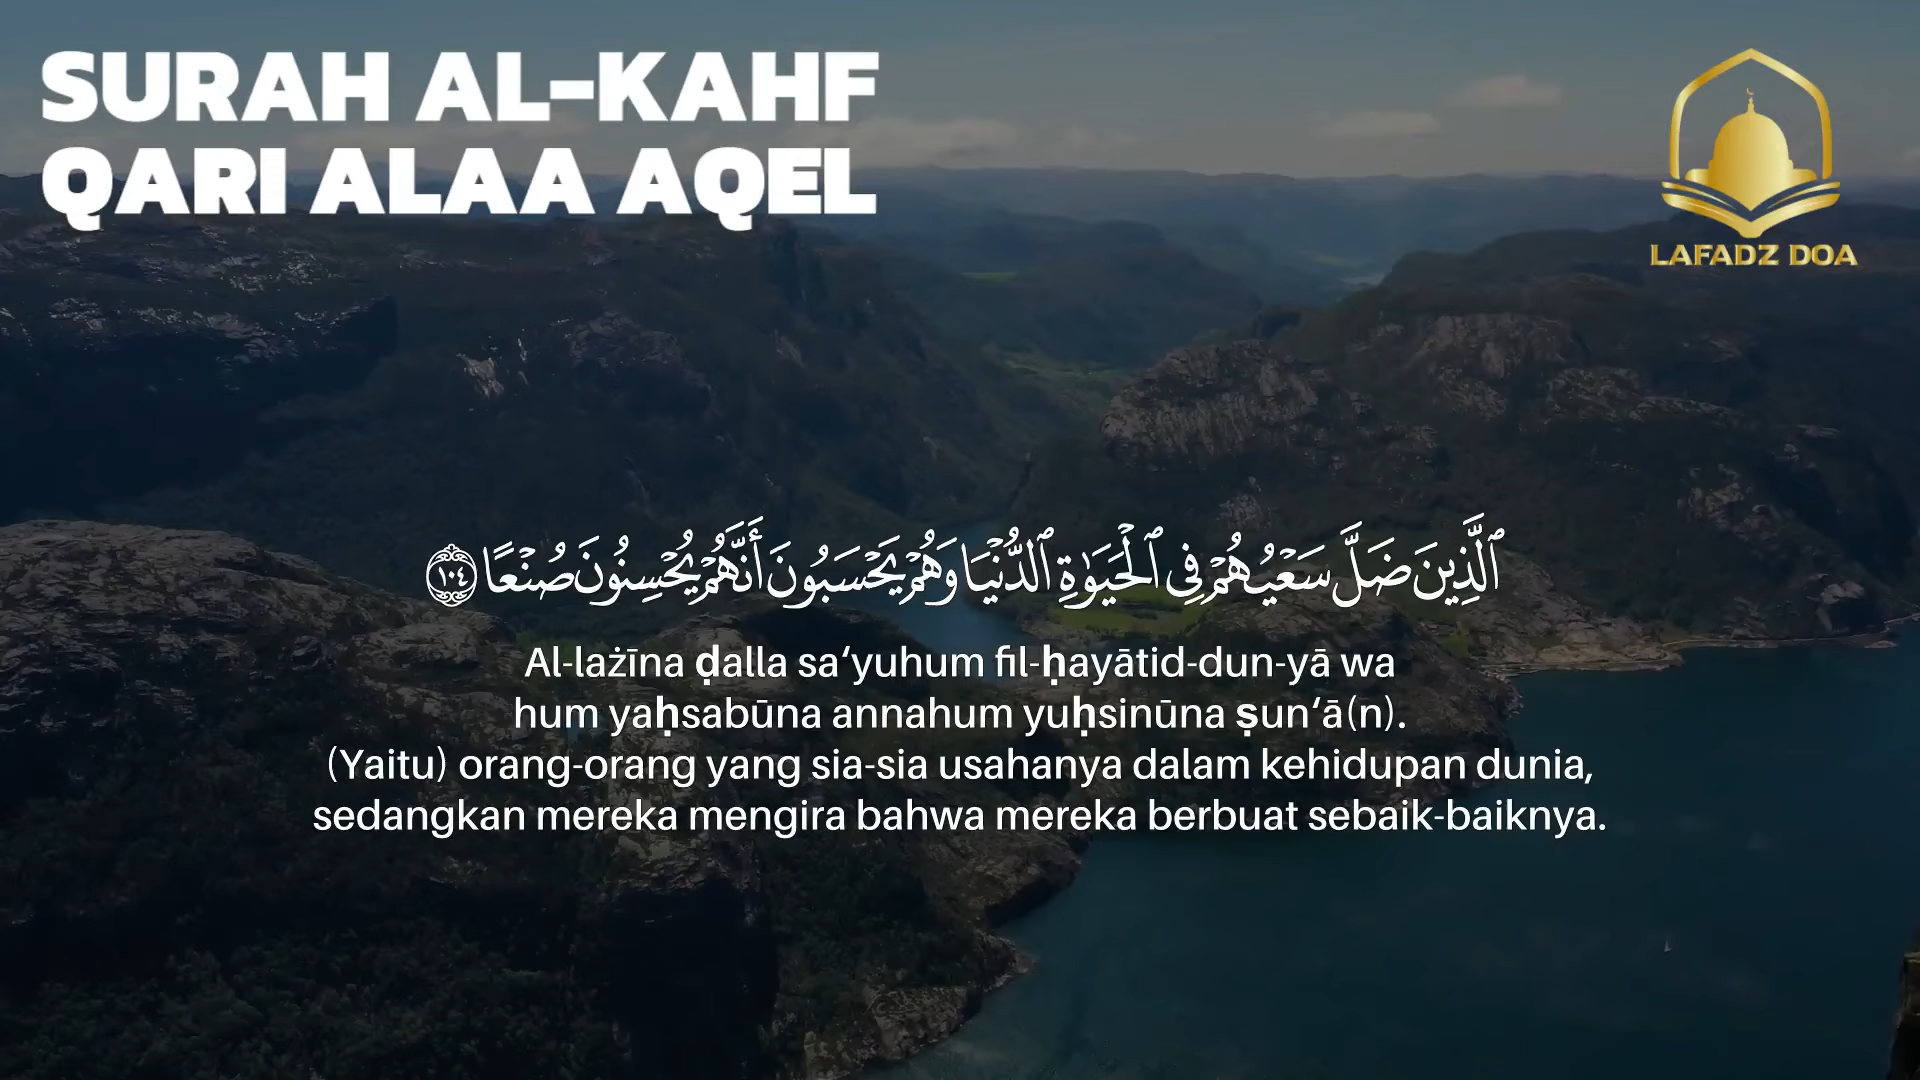 SURAH AL-KAHF
QARI ALAA AQEL
LAFADZ DOA
ٱلَّذِينَ ضَلَّ سَعْيُهُمْ فِى ٱلْحَيَوٰةِ ٱلدُّنْيَا وَهُمْ يَحْسَبُونَ أَنَّهُمْ يُحْسِنُونَ صُنْعًا ١٠٤
Al-lażīna ḍalla sa‘yuhum fil-ḥayātid-dun-yā wa
hum yaḥsabūna annahum yuḥsinūna ṣun‘ā(n).
(Yaitu) orang-orang yang sia-sia usahanya dalam kehidupan dunia,
sedangkan mereka mengira bahwa mereka berbuat sebaik-baiknya.